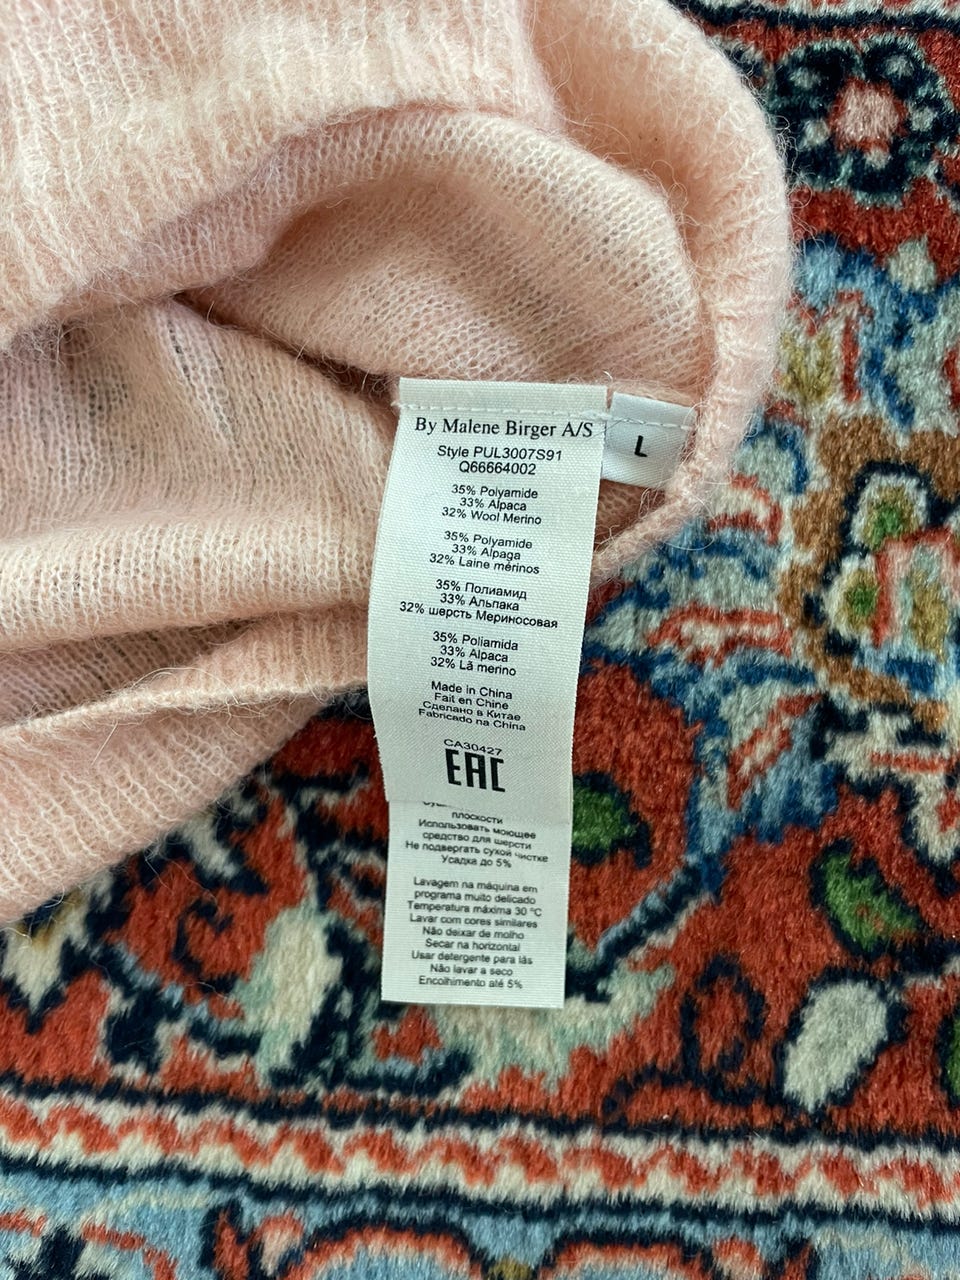 By Malene Birger A/S
L
Style PUL3007S91
Q66664002
35% Polyamide
33% Alpaca
32% Wool Merino
35% Polyamide
33% Alpaga
32% Laine mérinos
35% Полиамид
33% Альпака
32% шерсть Мериносовая
35% Poliamida
33% Alpaca
32% Lã merino
Made in China
Fait en Chine
Сделано в Китае
Fabricado na China
CA30427
EAC
плоскости
Использовать моющее
средство для шерсти
Не подвергать сухой чистке
Усадка до 5%
Lavagem na máquina em
programa muito delicado
Temperatura máxima 30 °C
Lavar com cores similares
Não deixar de molho
Secar na horizontal
Usar detergente para lãs
Não lavar a seco
Encolhimento até 5%